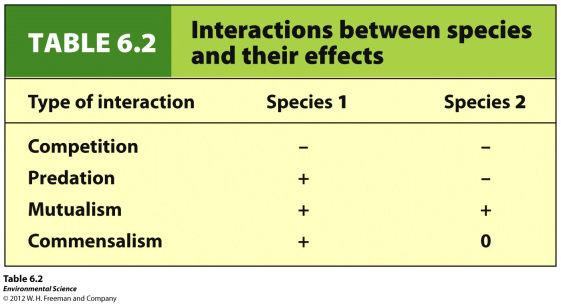 TABLE 6.2
Interactions between species
and their effects
Type of interaction Species 1 Species 2
Competition – –
Predation + –
Mutualism + +
Commensalism + 0
Table 6.2
Environmental Science
© 2012 W. H. Freeman and Company